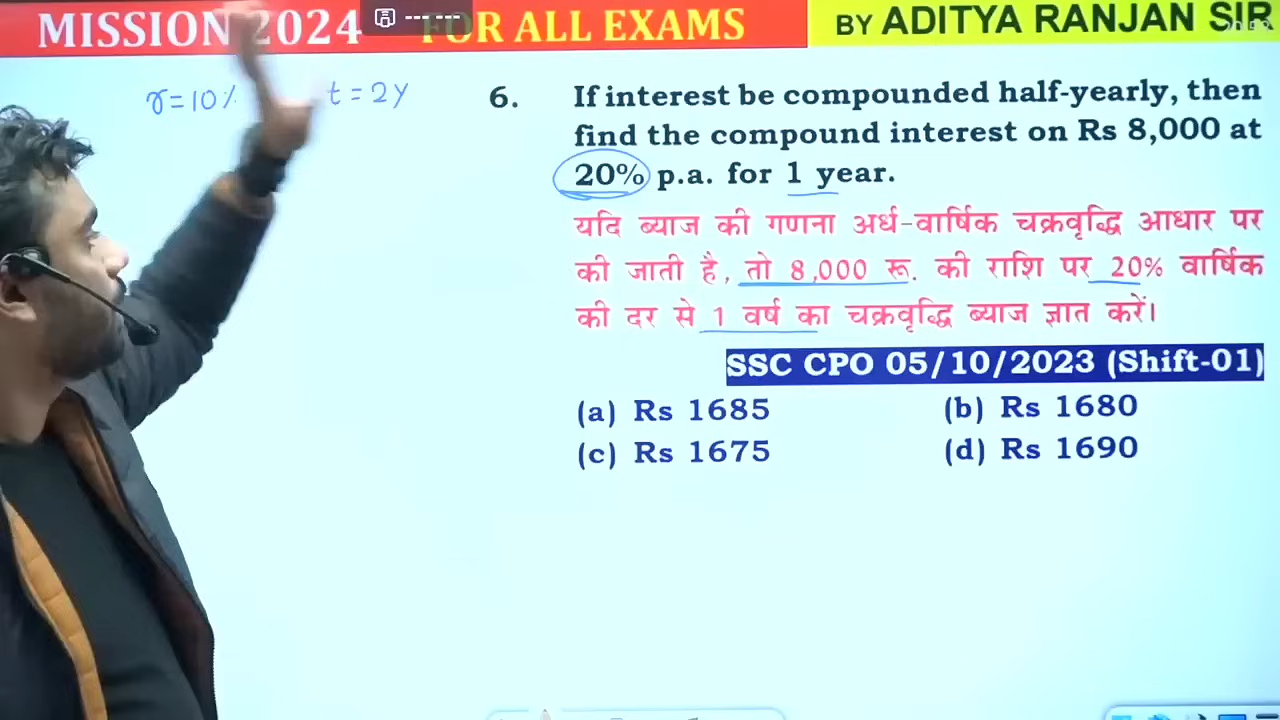 MISSION 2024 FOR ALL EXAMS
BY ADITYA RANJAN SIR
r=10% t=2y
6. If interest be compounded half-yearly, then
find the compound interest on Rs 8,000 at
20% p.a. for 1 year.
यदि ब्याज की गणना अर्ध-वार्षिक चक्रवृद्धि आधार पर
की जाती है, तो 8,000 रू. की राशि पर 20% वार्षिक
की दर से 1 वर्ष का चक्रवृद्धि ब्याज ज्ञात करें।
SSC CPO 05/10/2023 (Shift-01)
(a) Rs 1685 (b) Rs 1680
(c) Rs 1675 (d) Rs 1690